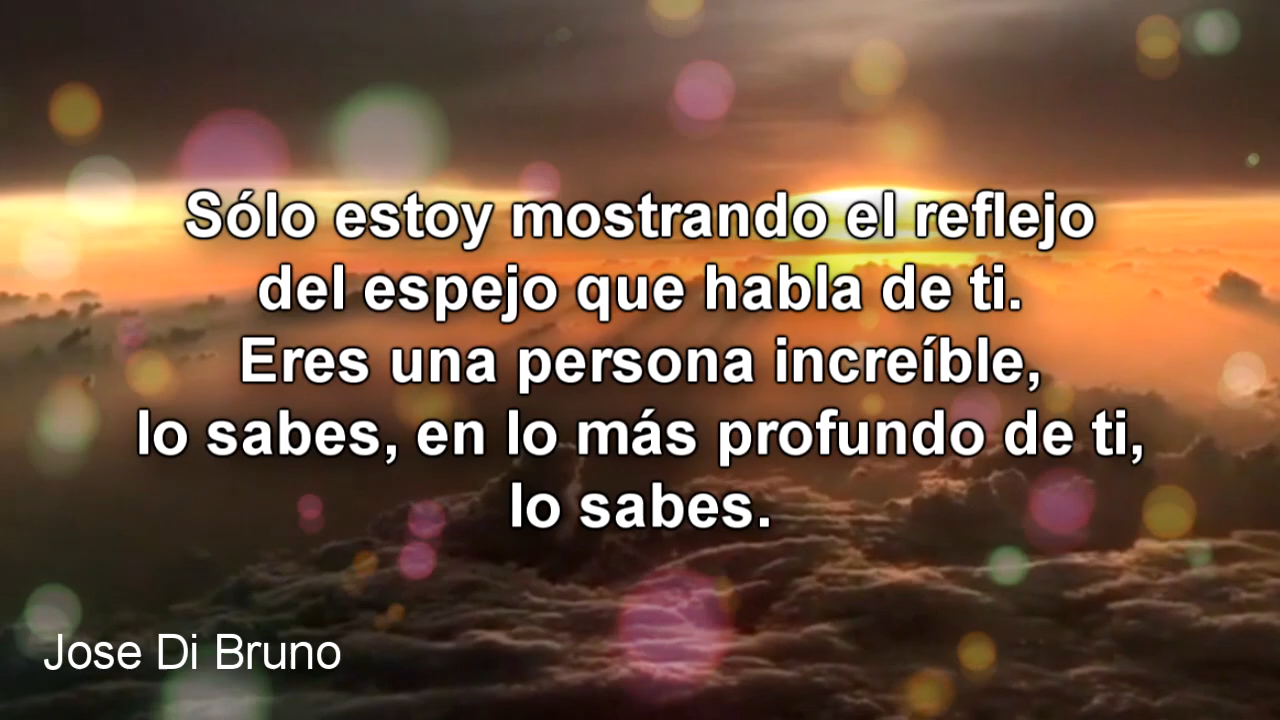 Sólo estoy mostrando el reflejo
del espejo que habla de ti.
Eres una persona increíble,
lo sabes, en lo más profundo de ti,
lo sabes.
Jose Di Bruno